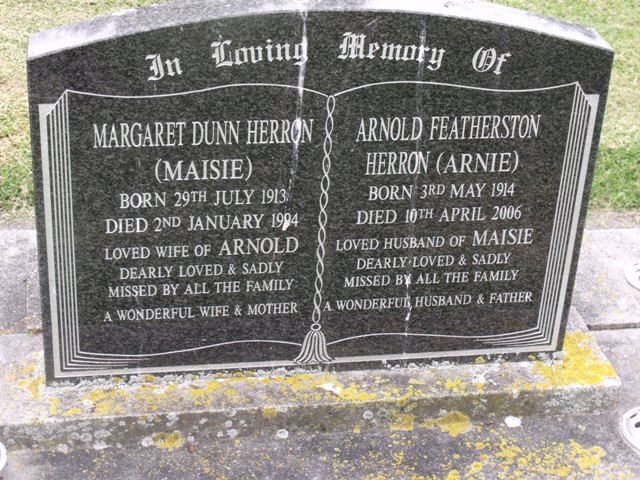 In Loving Memory Of
MARGARET DUNN HERRON
(MAISIE)
BORN 29TH JULY 1913
DIED 2ND JANUARY 1994
LOVED WIFE OF ARNOLD
DEARLY LOVED & SADLY
MISSED BY ALL THE FAMILY
A WONDERFUL WIFE & MOTHER
ARNOLD FEATHERSTON
HERRON (ARNIE)
BORN 3RD MAY 1914
DIED 10TH APRIL 2006
LOVED HUSBAND OF MAISIE
DEARLY LOVED & SADLY
MISSED BY ALL THE FAMILY
A WONDERFUL HUSBAND & FATHER